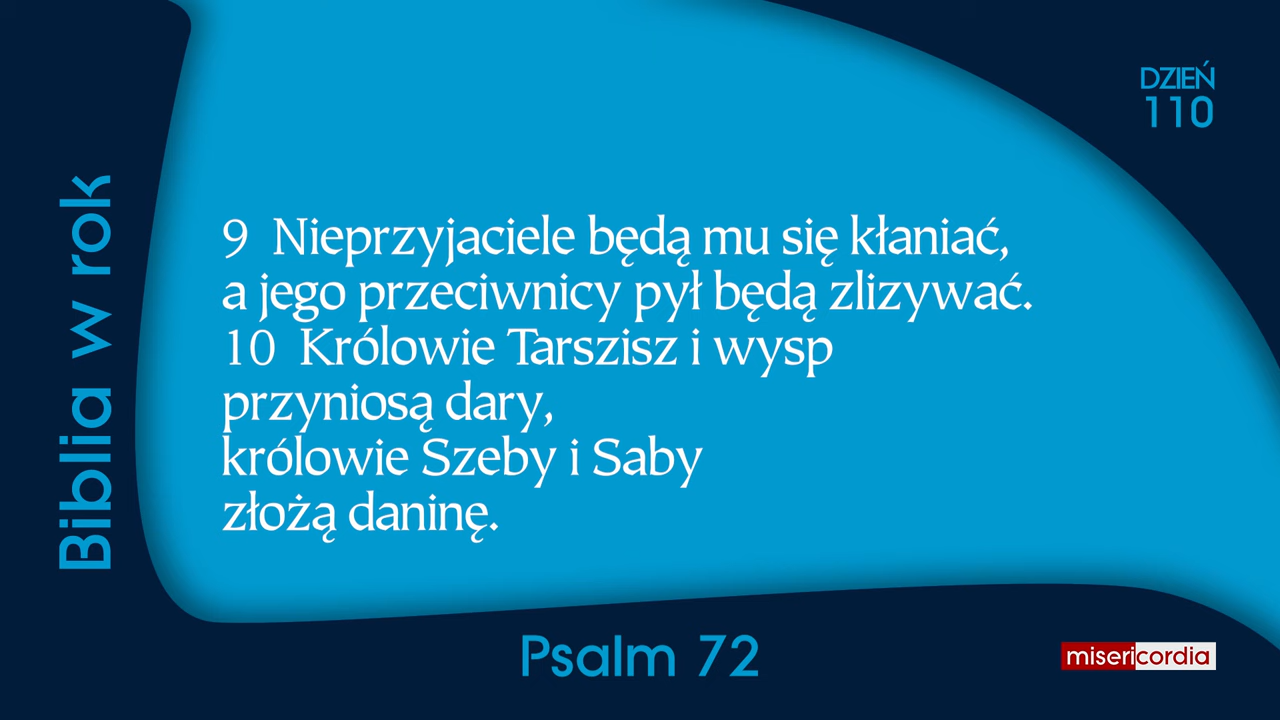 DZIEŃ
110
Biblia w rok
9 Nieprzyjaciele będą mu się kłaniać,
a jego przeciwnicy pył będą zlizywać.
10 Królowie Tarszisz i wysp
przyniosą dary,
królowie Szeby i Saby
złożą daninę.
Psalm 72
misericordia